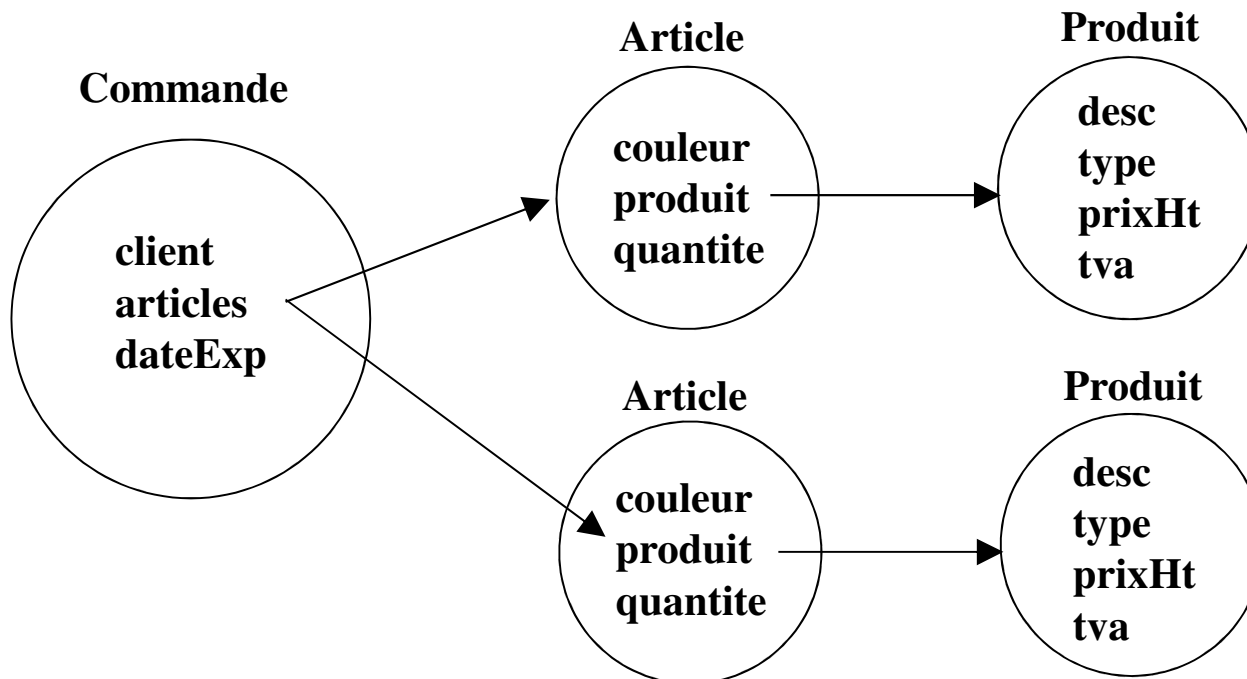 Commande
client
articles
dateExp
Article
couleur
produit
quantite
Produit
desc
type
prixHt
tva
Article
couleur
produit
quantite
Produit
desc
type
prixHt
tva